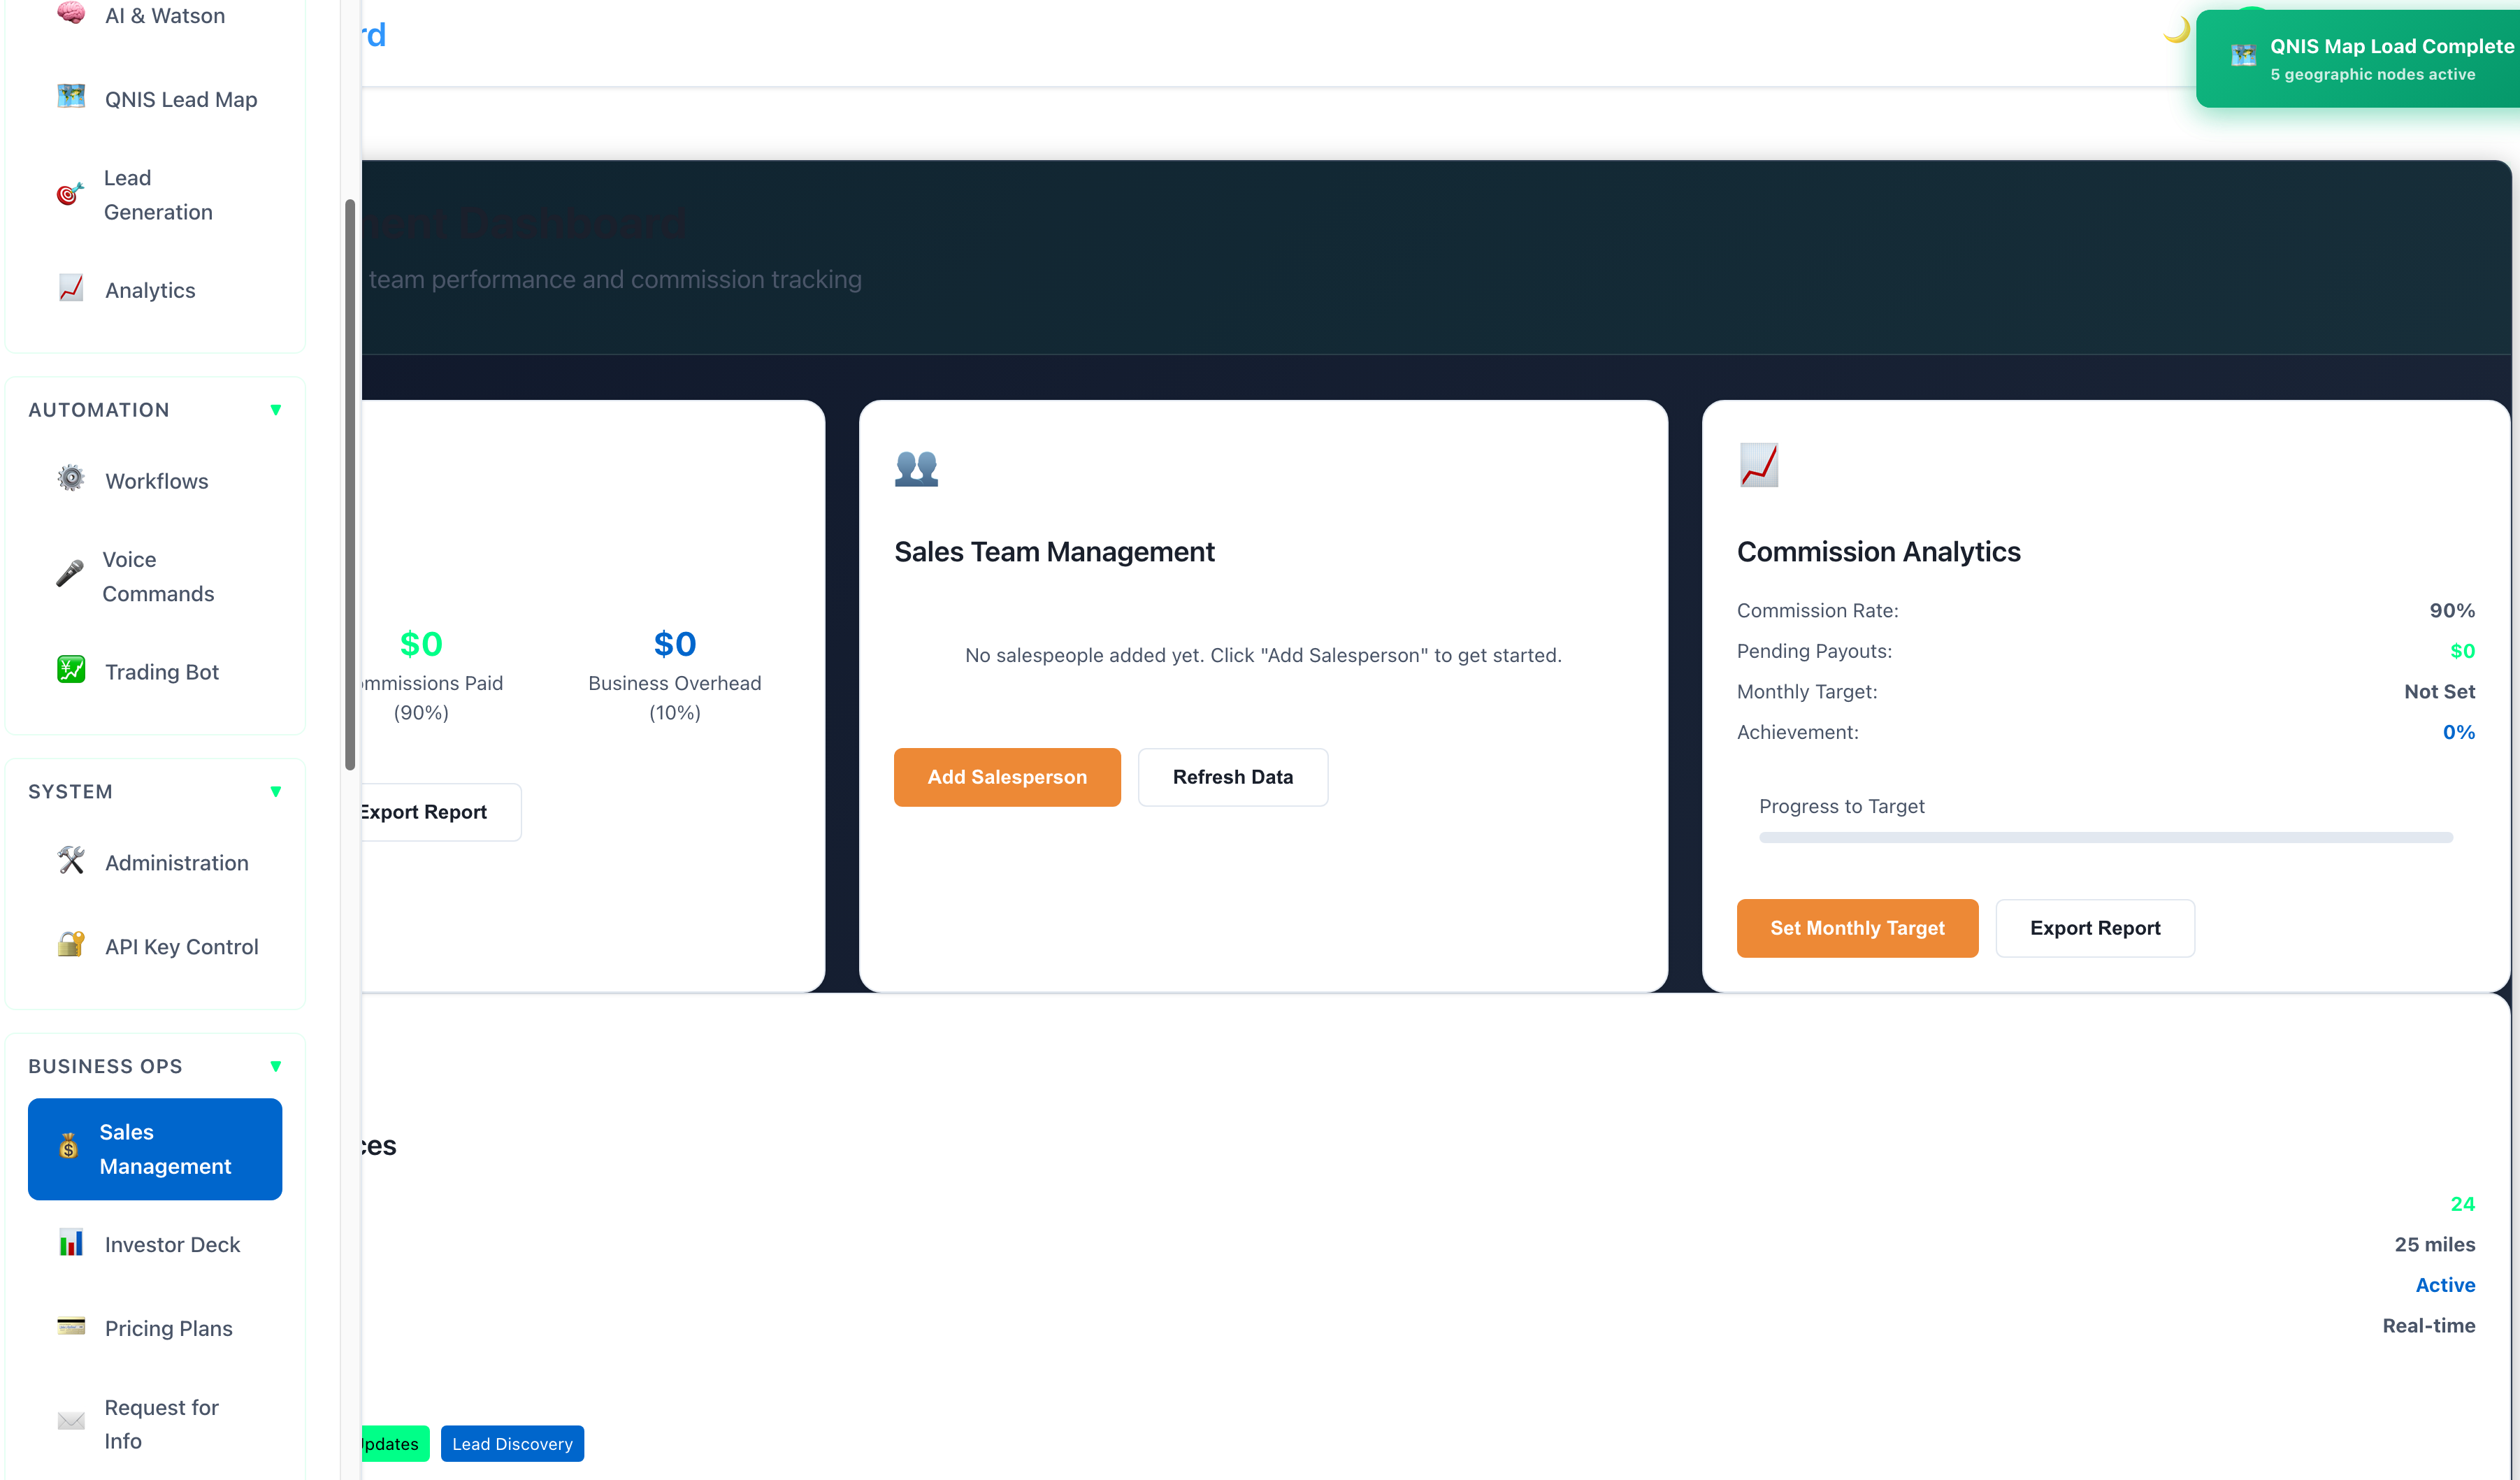 AI & Watson
QNIS Lead Map
Lead
Generation
Analytics
AUTOMATION
Workflows
Voice
Commands
Trading Bot
SYSTEM
Administration
API Key Control
BUSINESS OPS
Sales
Management
Investor Deck
Pricing Plans
Request for
Info
rd
QNIS Map Load Complete
5 geographic nodes active
ment Dashboard
team performance and commission tracking
$0
mmissions Paid
(90%)
$0
Business Overhead
(10%)
Export Report
Sales Team Management
No salespeople added yet. Click "Add Salesperson" to get started.
Add Salesperson
Refresh Data
Commission Analytics
Commission Rate: 90%
Pending Payouts: $0
Monthly Target: Not Set
Achievement: 0%
Progress to Target
Set Monthly Target
Export Report
ces
24
25 miles
Active
Real-time
Updates
Lead Discovery